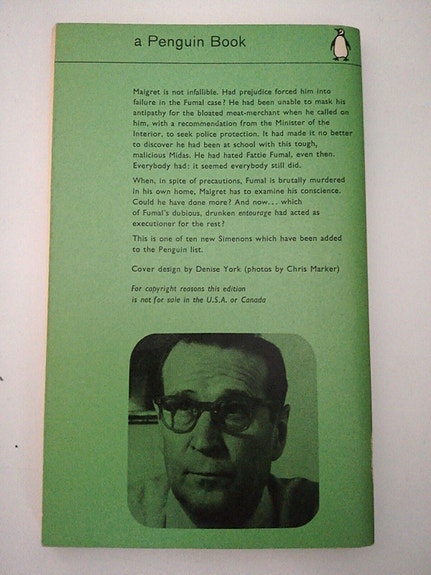 a Penguin Book
Maigret is not infallible. Had prejudice forced him into
failure in the Fumal case? He had been unable to mask his
antipathy for the bloated meat-merchant when he called on
him, with a recommendation from the Minister of the
Interior, to seek police protection. It had made it no better
to discover he had been at school with this tough,
malicious Midas. He had hated Fattie Fumal, even then.
Everybody had: it seemed everybody still did.
When, in spite of precautions, Fumal is brutally murdered
in his own home, Maigret has to examine his conscience.
Could he have done more? And now... which
of Fumal's dubious, drunken entourage had acted as
executioner for the rest?
This is one of ten new Simenons which have been added
to the Penguin list.
Cover design by Denise York (photos by Chris Marker)
For copyright reasons this edition
is not for sale in the U.S.A. or Canada